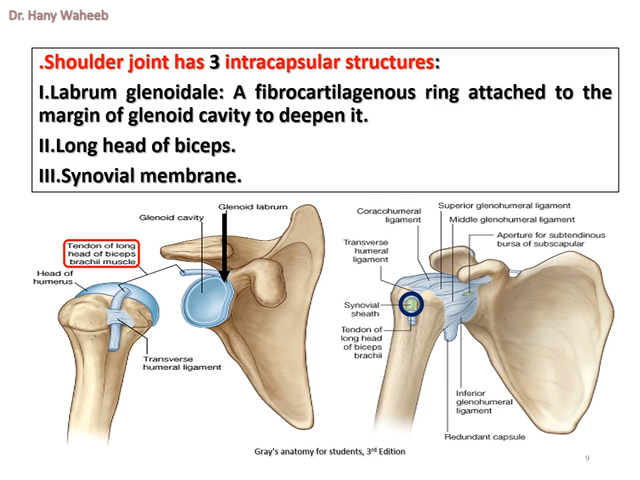 Dr. Hany Waheeb
.Shoulder joint has 3 intracapsular structures:
I.Labrum glenoidale: A fibrocartilagenous ring attached to the
margin of glenoid cavity to deepen it.
II.Long head of biceps.
III.Synovial membrane.
Glenoid labrum
Glenoid cavity
Tendon of long
head of biceps
brachii muscle
Head of
humerus
Transverse
humeral ligament
Superior glenohumeral ligament
Coracohumeral
ligament
Middle glenohumeral ligament
Aperture for subtendinous
bursa of subscapular
Transverse
humeral
ligament
Synovial
sheath
Tendon of
long head
of biceps
brachii
Inferior
glenohumeral
ligament
Redundant capsule
Gray's anatomy for students, 3rd Edition
9